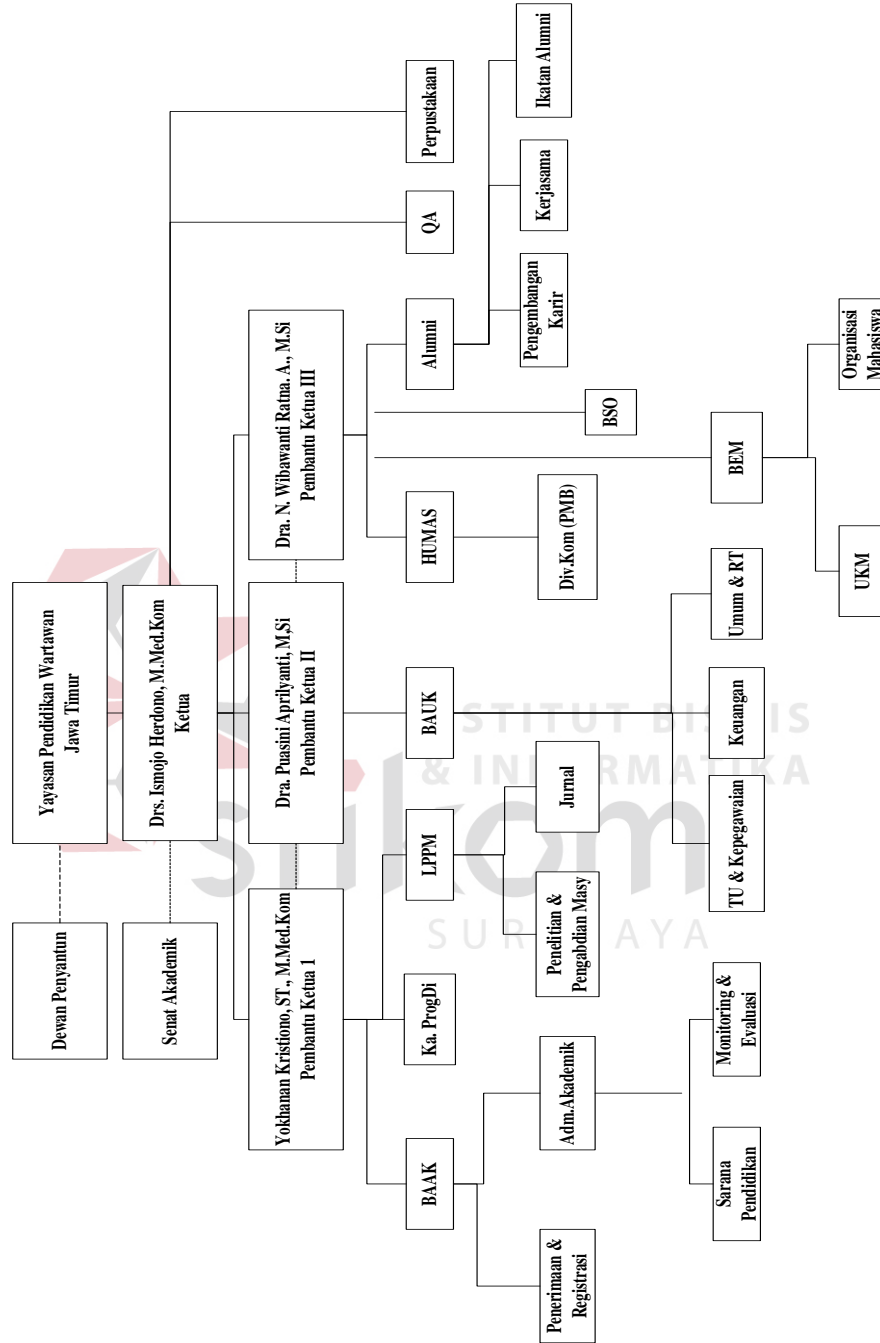 Yayasan Pendidikan Wartawan
Jawa Timur
Dewan Penyantun
Drs. Ismojo Herdono, M.Med.Kom
Ketua
Senat Akademik
Yokhanan Kristiono, ST., M.Med.Kom
Pembantu Ketua 1
Dra. Puasini Aprilyanti, M,Si
Pembantu Ketua II
Dra. N. Wibawanti Ratna. A., M.Si
Pembantu Ketua III
BAAK
Ka. ProgDi
LPPM
BAUK
HUMAS
Alumni
QA
Perpustakaan
Penerimaan &
Registrasi
Adm.Akademik
Penelitian &
Pengabdian Masy
Jurnal
Div.Kom (PMB)
BSO
Pengembangan
Karir
Kerjasama
Ikatan Alumni
Sarana
Pendidikan
Monitoring &
Evaluasi
TU & Kepegawaian
Keuangan
Umum & RT
BEM
UKM
Organisasi
Mahasiswa
stikom
SURABAYA